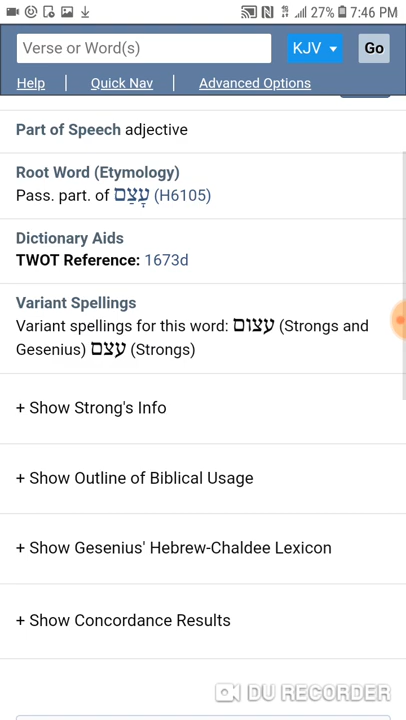 27% 7:46 PM
Verse or Word(s) KJV Go
Help | Quick Nav | Advanced Options
Part of Speech adjective
Root Word (Etymology)
Pass. part of עָצַם (H6105)
Dictionary Aids
TWOT Reference: 1673d
Variant Spellings
Variant spellings for this word: עצום (Strongs and
Gesenius) עצם (Strongs)
+ Show Strong's Info
+ Show Outline of Biblical Usage
+ Show Gesenius' Hebrew-Chaldee Lexicon
+ Show Concordance Results
DU RECORDER